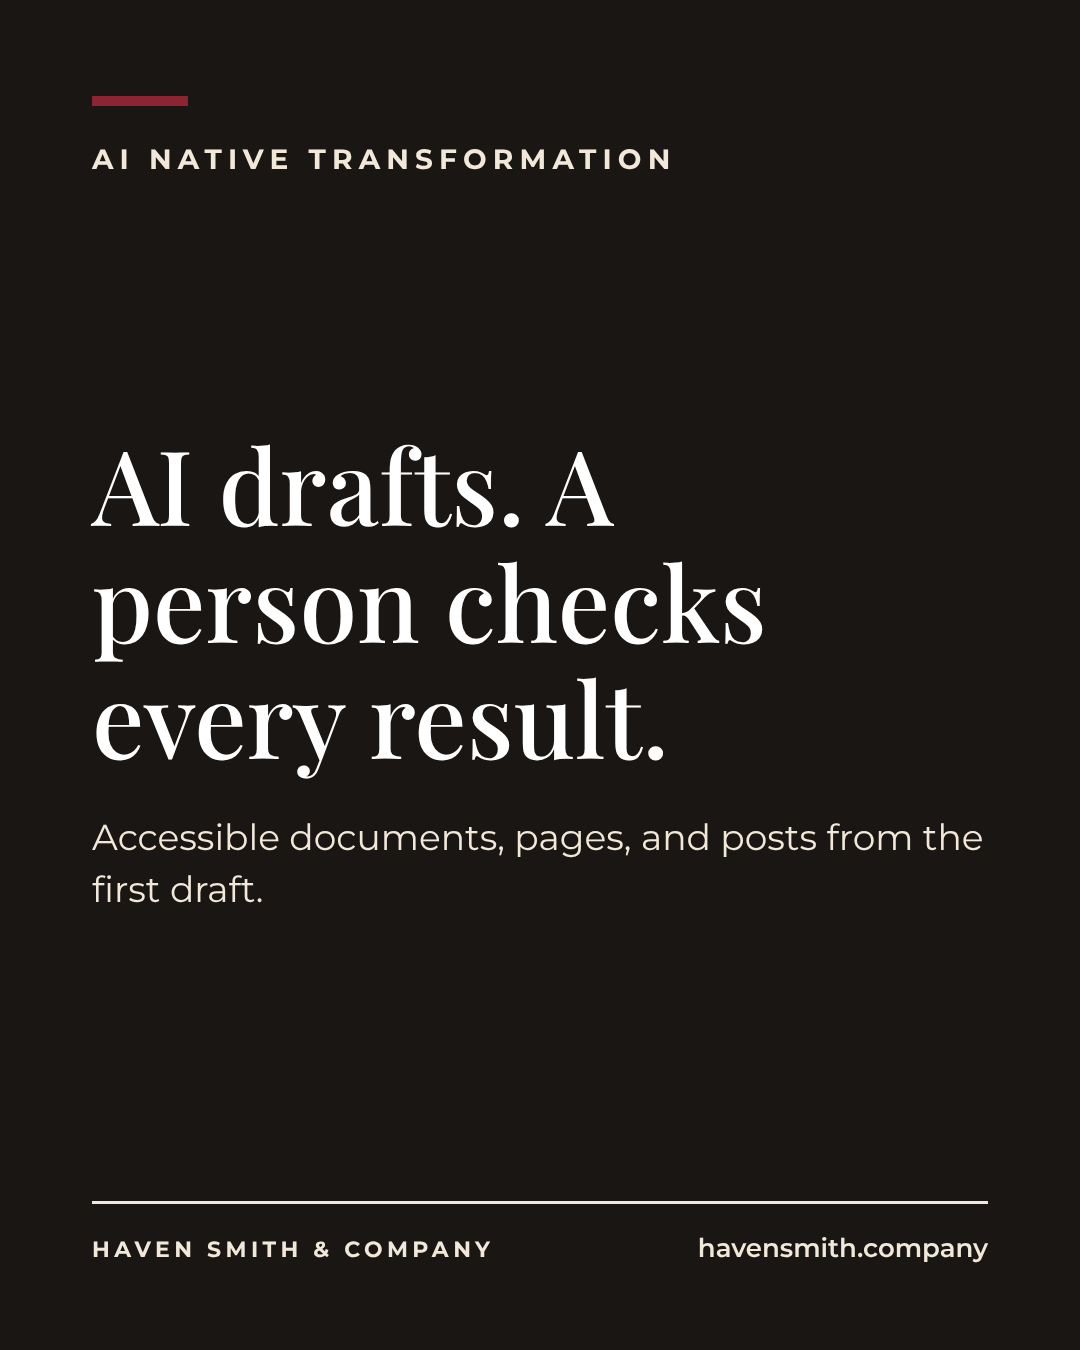 AI NATIVE TRANSFORMATION
AI drafts. A
person checks
every result.
Accessible documents, pages, and posts from the
first draft.
HAVEN SMITH & COMPANY
havensmith.company